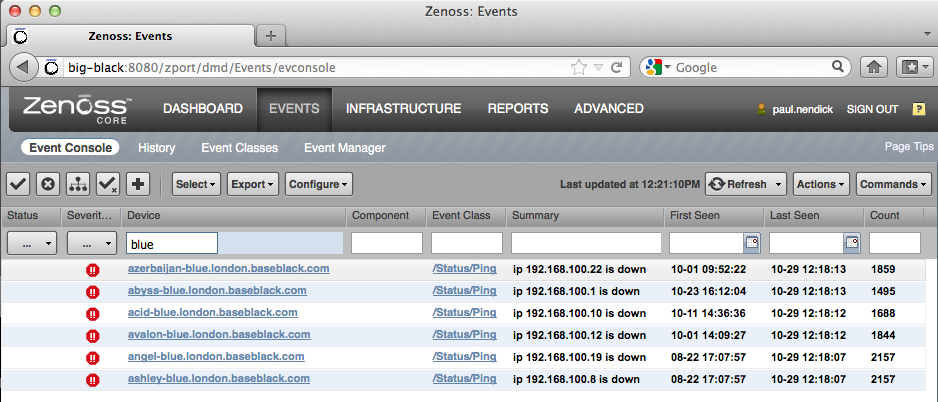 Zenoss: Events
Zenoss: Events
big-black:8080/zport/dmd/Events/evconsole
Google
Zenoss CORE DASHBOARD EVENTS INFRASTRUCTURE REPORTS ADVANCED paul.nendick SIGN OUT ?
Event Console History Event Classes Event Manager Page Tips
Select Export Configure Last updated at 12:21:10PM Refresh Actions Commands
Status Severit... Device Component Event Class Summary First Seen Last Seen Count
... ... blue
azerbaijan-blue.london.baseblack.com /Status/Ping ip 192.168.100.22 is down 10-01 09:52:22 10-29 12:18:13 1859
abyss-blue.london.baseblack.com /Status/Ping ip 192.168.100.1 is down 10-23 16:12:04 10-29 12:18:13 1495
acid-blue.london.baseblack.com /Status/Ping ip 192.168.100.10 is down 10-11 14:36:36 10-29 12:18:12 1688
avalon-blue.london.baseblack.com /Status/Ping ip 192.168.100.12 is down 10-01 14:09:27 10-29 12:18:12 1844
angel-blue.london.baseblack.com /Status/Ping ip 192.168.100.19 is down 08-22 17:07:57 10-29 12:18:07 2157
ashley-blue.london.baseblack.com /Status/Ping ip 192.168.100.8 is down 08-22 17:07:57 10-29 12:18:07 2157